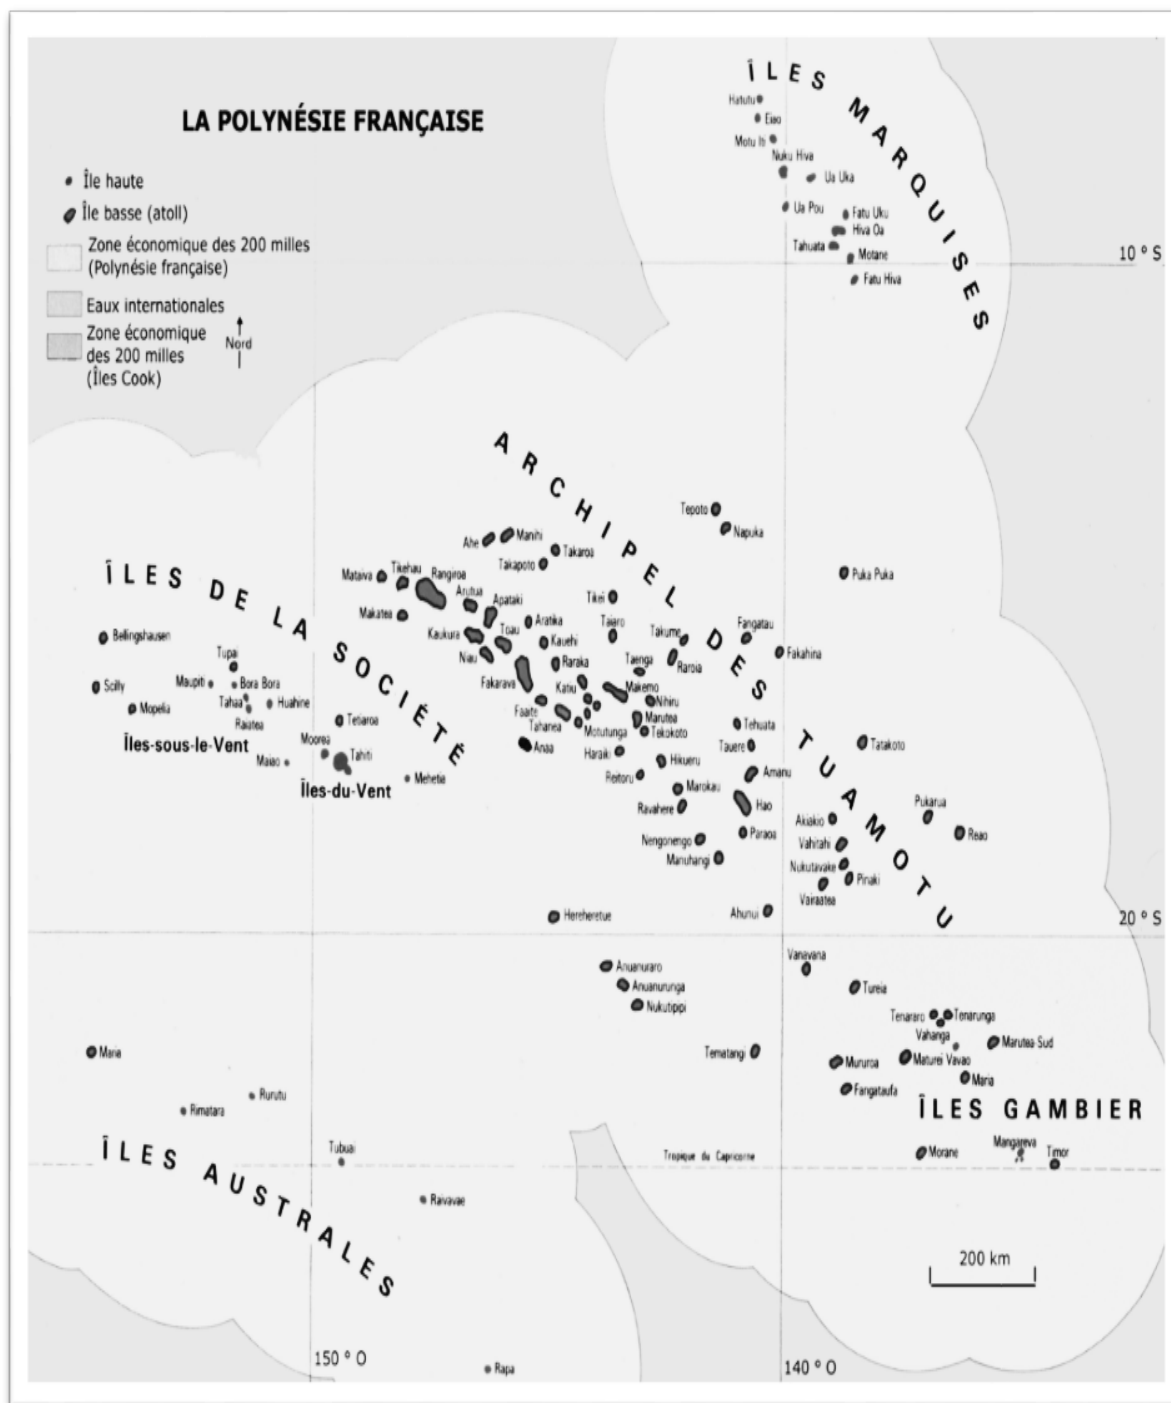 LA POLYNÉSIE FRANÇAISE
Île haute
Île basse (atoll)
Zone économique des 200 milles
(Polynésie française)
Eaux internationales
Zone économique
des 200 milles
(Îles Cook)
Nord
ÎLES MARQUISES
Hatutu
Eiao
Motu Iti
Nuku Hiva
Ua Uka
Ua Pou
Fatu Uku
Hiva Oa
Tahuata
Motane
Fatu Hiva
10 ° S
ARCHIPEL DES TUAMOTU
Tepoto
Napuka
Ahe
Manihi
Takaroa
Takapoto
Mataiva
Tikehau
Rangiroa
Arutua
Apataki
Tikei
Puka Puka
Makatea
Kaukura
Toau
Aratika
Kauehi
Taiaro
Takume
Fangatau
Fakahina
Niau
Raraka
Taenga
Raroia
Fakarava
Katiu
Makemo
Nihiru
Faaite
Tahanea
Motutunga
Marutea
Tekokoto
Tehuata
Tauere
Tatakoto
Anaa
Haraiki
Hikueru
Reitoru
Marokau
Amanu
Ravahere
Hao
Akiakio
Pukarua
Reao
Nengonengo
Paraoa
Vahitahi
Manuhangi
Nukutavake
Pinaki
Vairaatea
Hereheretue
Ahunui
20 ° S
ÎLES DE LA SOCIÉTÉ
Bellingshausen
Tupai
Scilly
Maupiti
Bora Bora
Tahaa
Huahine
Mopelia
Raiatea
Tetiaroa
Îles-sous-le-Vent
Moorea
Tahiti
Maiao
Mehetia
Îles-du-Vent
Vanavana
Anuanuraro
Anuanurunga
Nukutipipi
Tureia
Tenararo
Tenarunga
Vahanga
Marutea Sud
Tematangi
Mururoa
Maturei Vavao
Maria
Fangataufa
ÎLES GAMBIER
Mangareva
Morane
Timor
Maria
Rurutu
Rimatara
Tubuai
Tropique du Capricorne
ÎLES AUSTRALES
Raivavae
Rapa
200 km
150 ° O
140 ° O